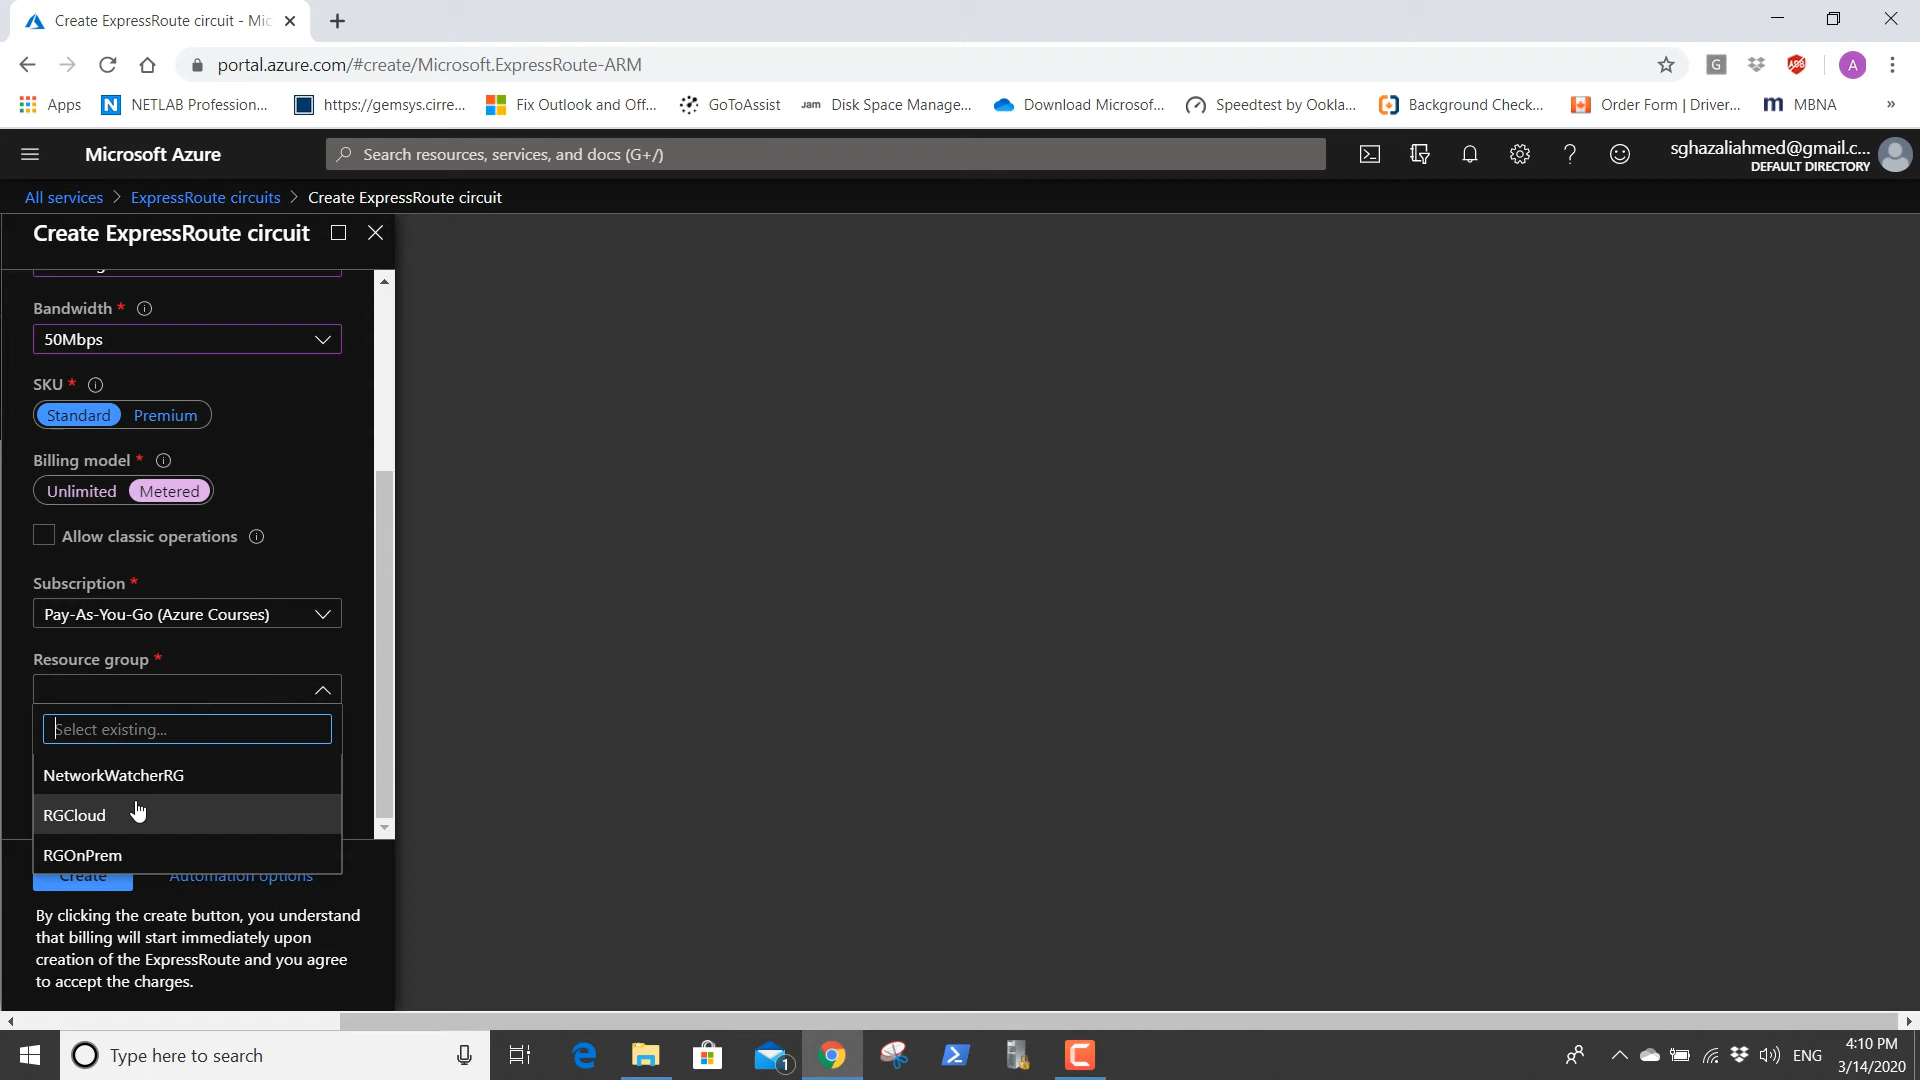 Create ExpressRoute circuit - Mic
portal.azure.com/#create/Microsoft.ExpressRoute-ARM
G
ABP
A
Apps
N
NETLAB Profession...
https://gemsys.cirre...
Fix Outlook and Off...
GoToAssist
Jam
Disk Space Manage...
Download Microsof...
Speedtest by Ookla...
Background Check...
Order Form | Driver...
m
MBNA
»
Microsoft Azure
Search resources, services, and docs (G+/)
sghazaliahmed@gmail.c...
DEFAULT DIRECTORY
All services > ExpressRoute circuits > Create ExpressRoute circuit
Create ExpressRoute circuit
Bandwidth *
50Mbps
SKU *
Standard Premium
Billing model *
Unlimited Metered
Allow classic operations
Subscription *
Pay-As-You-Go (Azure Courses)
Resource group *
Select existing...
NetworkWatcherRG
RGCloud
RGOnPrem
Create
Automation options
By clicking the create button, you understand
that billing will start immediately upon
creation of the ExpressRoute and you agree
to accept the charges.
Type here to search
1
ENG
4:10 PM
3/14/2020